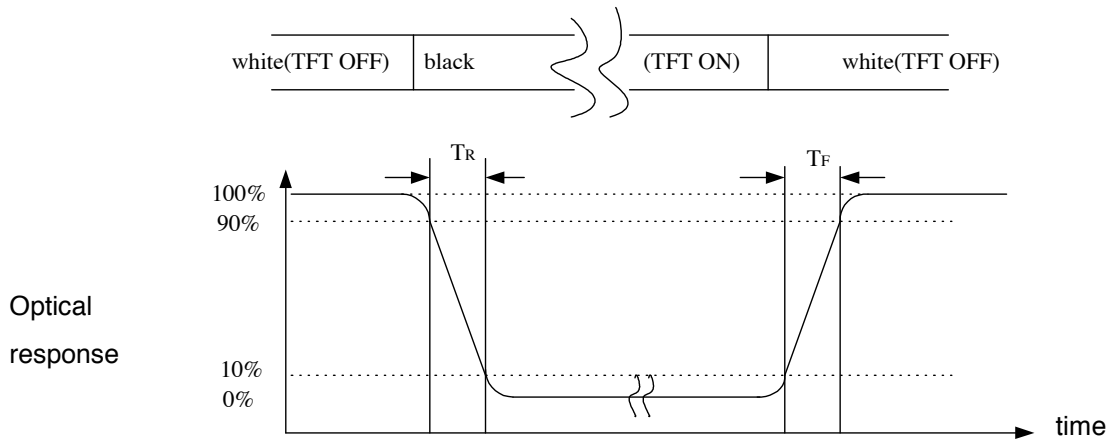 white(TFT OFF) black (TFT ON) white(TFT OFF)
TR TF
100%
90%
Optical
response
10%
0%
time